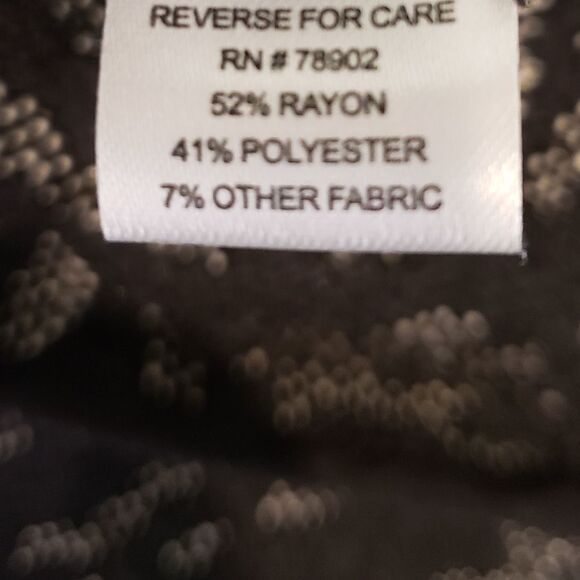 REVERSE FOR CARE
RN # 78902
52% RAYON
41% POLYESTER
7% OTHER FABRIC